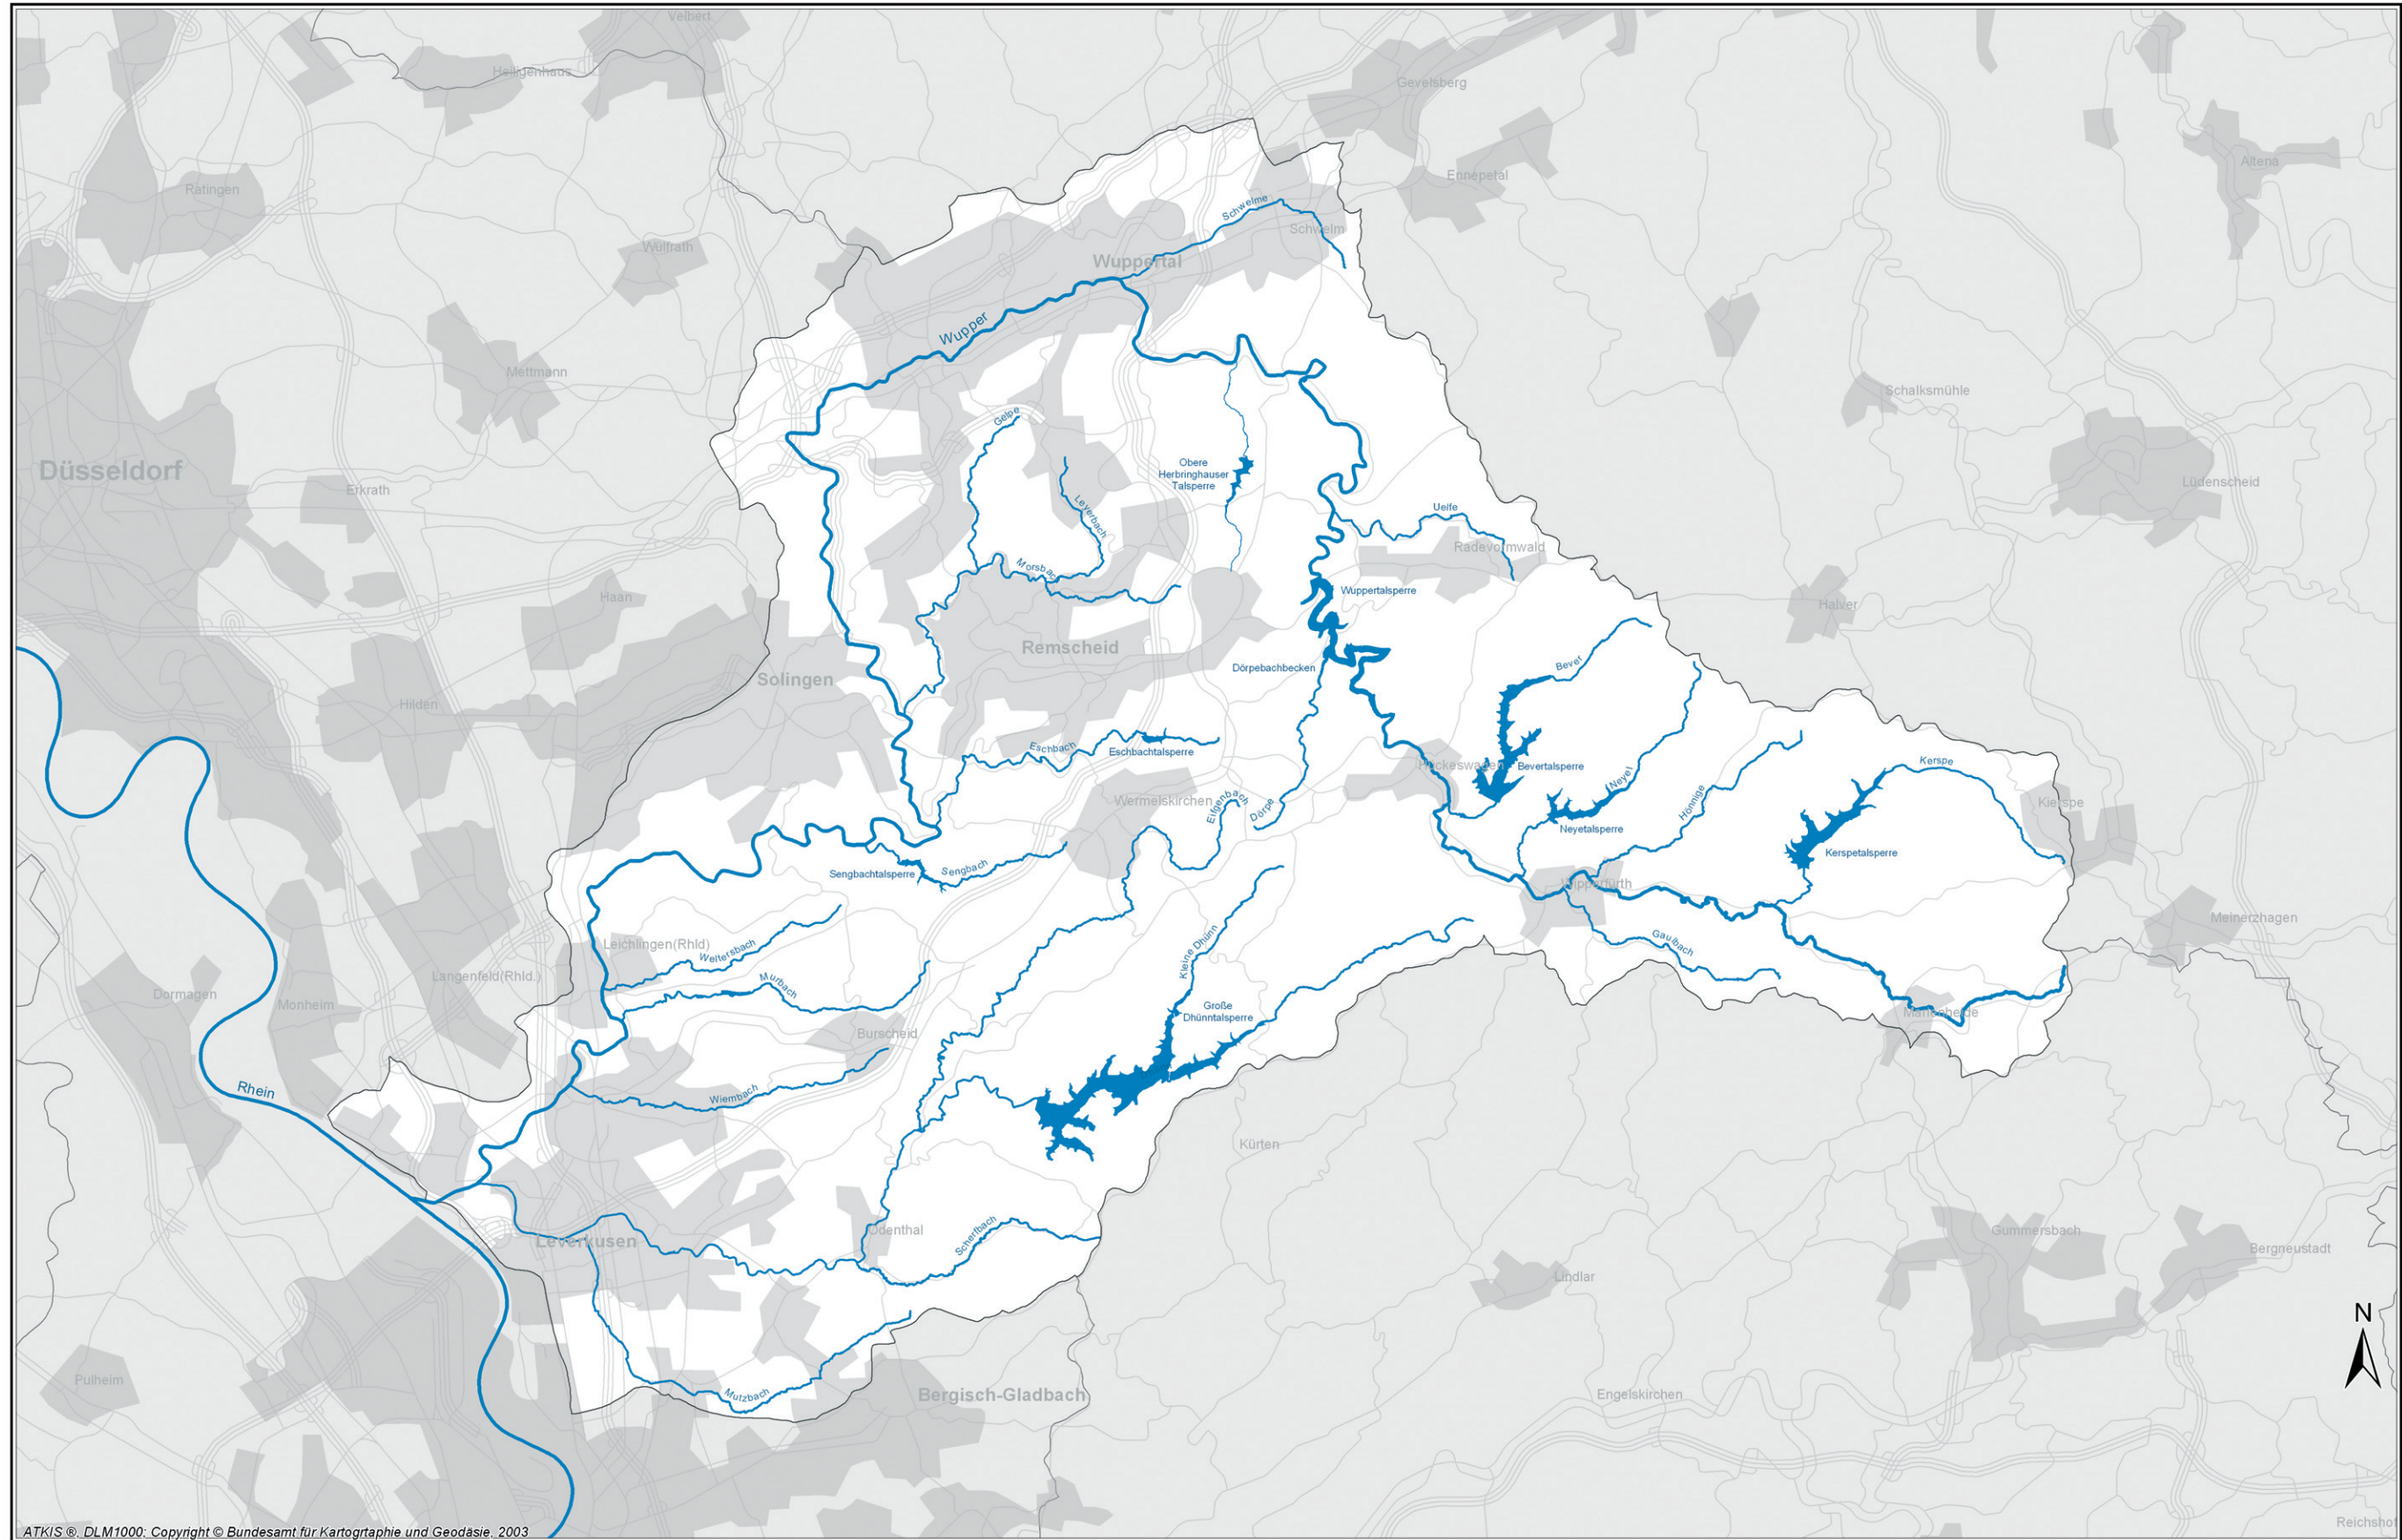 Velbert
Heiligenhaus
Gevelsberg
Ratingen
Ennepetal
Altena
Schwelme
Schwelm
Wülfrath
Wuppertal
Wupper
Mettmann
Schalksmühle
Gelpe
Düsseldorf
Obere
Herbringhauser
Talsperre
Erkrath
Lüdenscheid
Leyerbach
Uelfe
Radevormwald
Morsbach
Wuppertalsperre
Haan
Halver
Remscheid
Dörpebachbecken
Bever
Solingen
Hilden
Eschbach
Eschbachtalsperre
Hückeswagen
Bevertalsperre
Kerspe
Neyel
Wermelskirchen
Eifgenbach
Dörpe
Hönnige
Kierspe
Neyetalsperre
Kerspetalsperre
Sengbachtalsperre
Sengbach
Wipperfürth
Meinerzhagen
Leichlingen(Rhld)
Weltersbach
Kleine Dhünn
Gaulbach
Langenfeld(Rhld.)
Murbach
Dormagen
Monheim
Große
Dhünntalsperre
Marienheide
Burscheid
Rhein
Wiembach
Kürten
Odenthal
Scherfbach
Leverkusen
Gummersbach
Bergneustadt
Lindlar
N
Pulheim
Mutzbach
Bergisch-Gladbach
Engelskirchen
Reichshof
ATKIS ®, DLM1000; Copyright © Bundesamt für Kartogrtaphie und Geodäsie, 2003